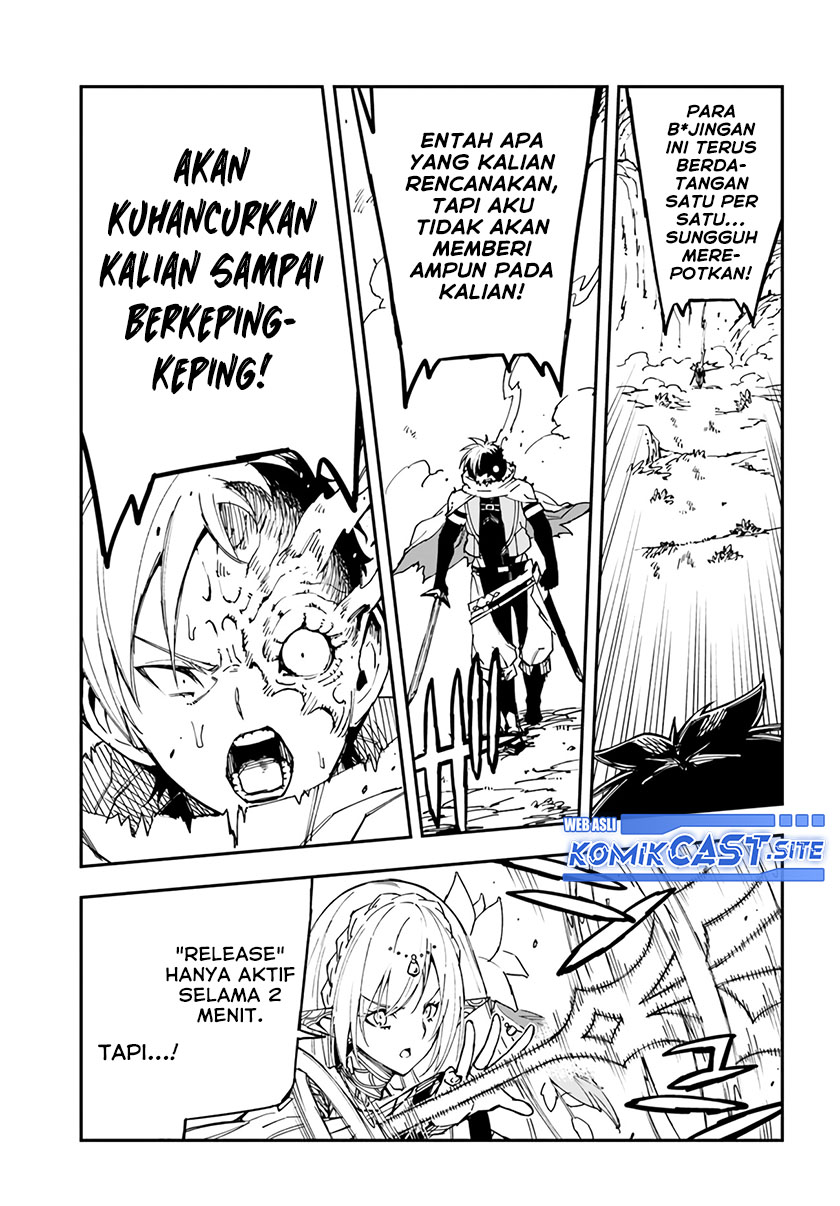 PARA
B*JINGAN
INI TERUS
BERDA-
TANGAN
SATU PER
SATU...
SUNGGUH
MERE-
POTKAN!
ENTAH APA
YANG KALIAN
RENCANAKAN,
TAPI AKU
TIDAK AKAN
MEMBERI
AMPUN PADA
KALIAN!
AKAN
KUHANCURKAN
KALIAN SAMPAI
BERKEPING-
KEPING!
WEB ASLI
KOMIKCAST.SITE
"RELEASE"
HANYA AKTIF
SELAMA 2
MENIT.
TAPI...!